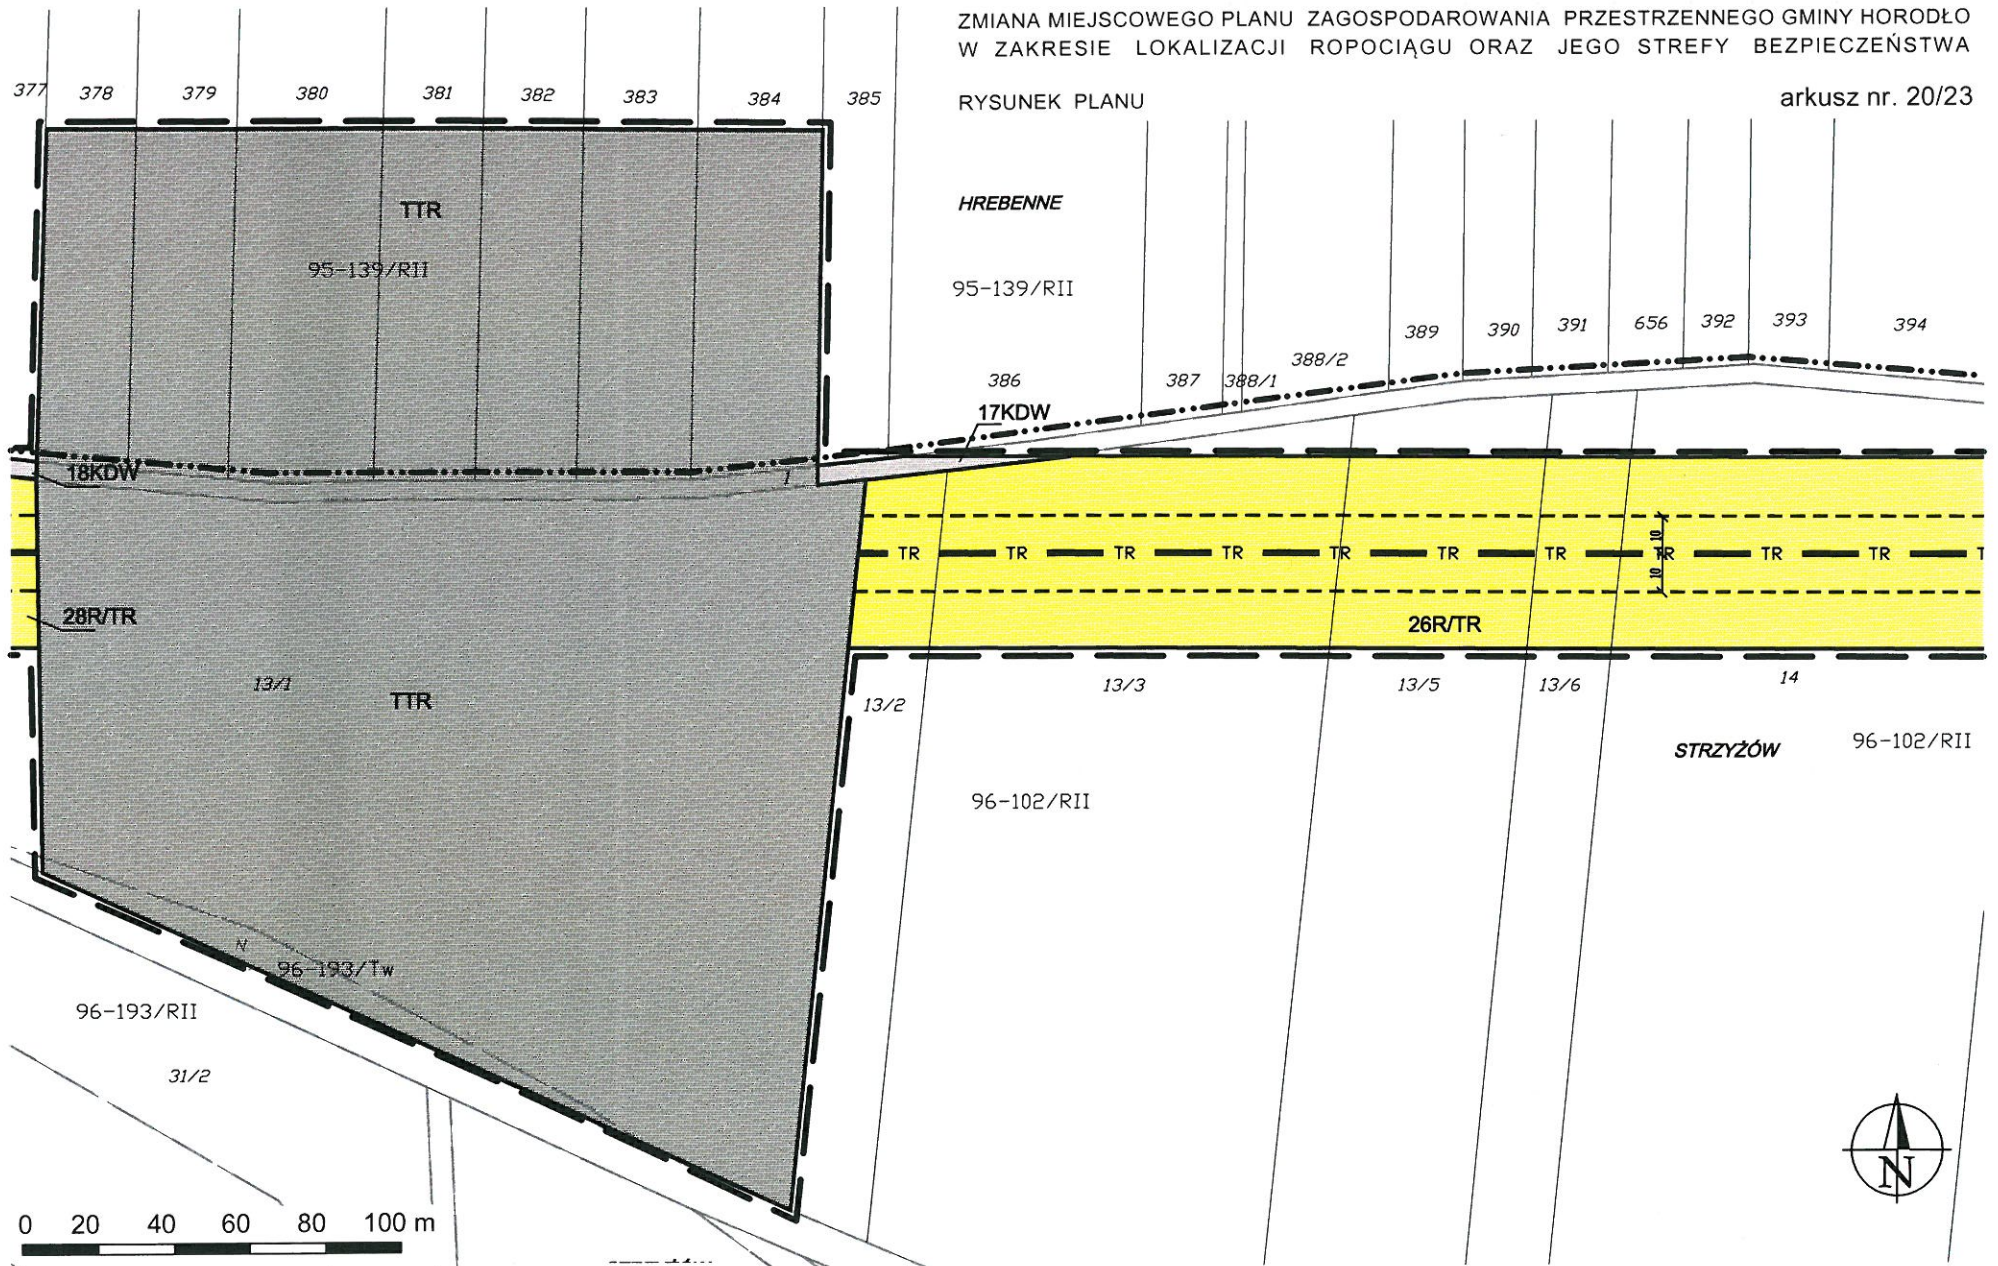 ZMIANA MIEJSCOWEGO PLANU ZAGOSPODAROWANIA PRZESTRZENNEGO GMINY HORODŁO
W ZAKRESIE LOKALIZACJI ROPOCIĄGU ORAZ JEGO STREFY BEZPIECZEŃSTWA
RYSUNEK PLANU
arkusz nr. 20/23
377 378 379 380 381 382 383 384 385
TTR
95-139/RII
HREBENNE
95-139/RII
386 387 388/1 388/2 389 390 391 656 392 393 394
17KDW
18KDW
1
TR TR TR TR TR TR TR TR TR TR
10
10
28R/TR
26R/TR
13/1
TTR
13/2 13/3 13/5 13/6 14
STRZYŻÓW
96-102/RII
96-102/RII
N
96-193/Tw
96-193/RII
31/2
N
0 20 40 60 80 100 m